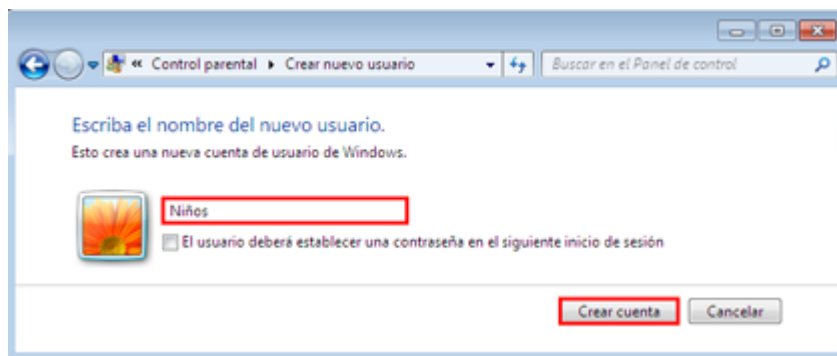 « Control parental ▸ Crear nuevo usuario
Buscar en el Panel de control
Escriba el nombre del nuevo usuario.
Esto crea una nueva cuenta de usuario de Windows.
Niños
El usuario deberá establecer una contraseña en el siguiente inicio de sesión
Crear cuenta
Cancelar